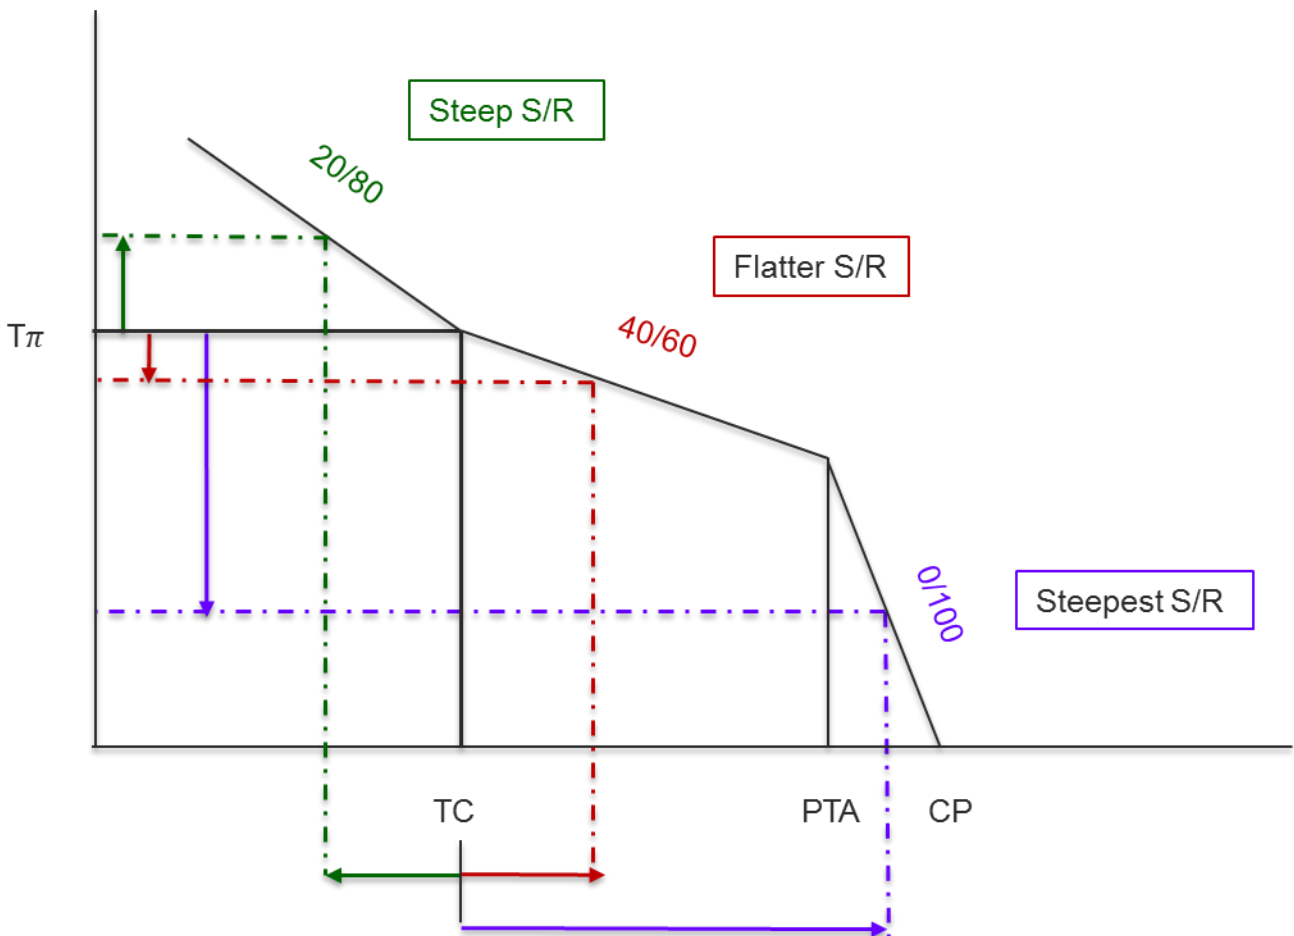 Steep S/R
20/80
Flatter S/R
40/60
Tπ
0/100
Steepest S/R
TC
PTA
CP